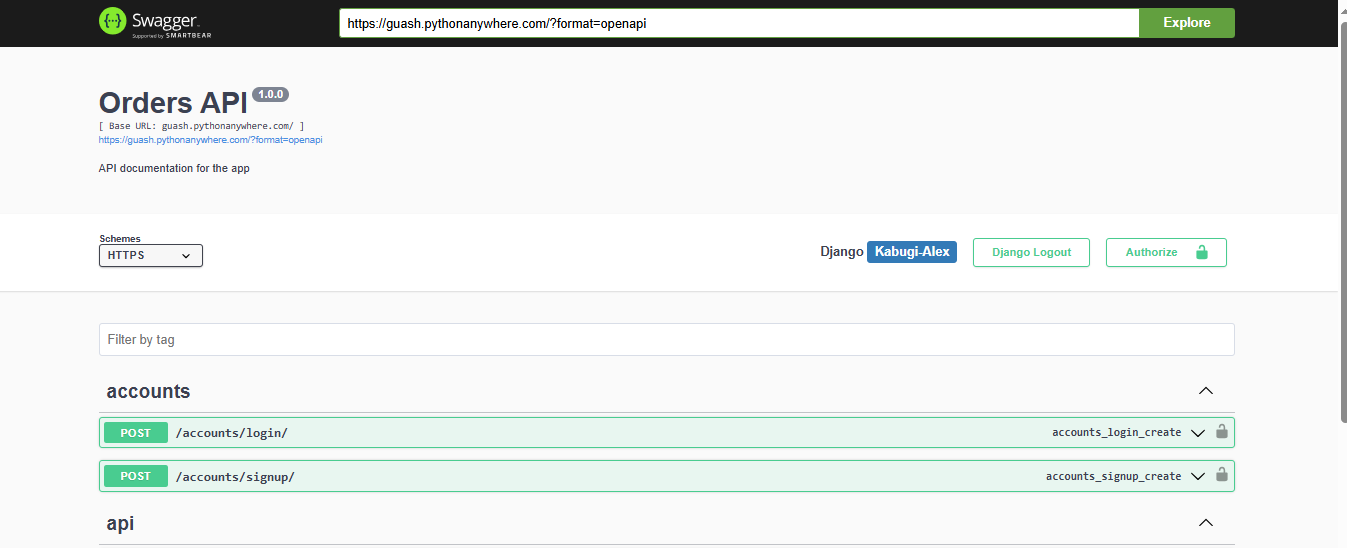 Swagger
Supported by SMARTBEAR
https://guash.pythonanywhere.com/?format=openapi
Explore
Orders API 1.0.0
[ Base URL: guash.pythonanywhere.com/ ]
https://guash.pythonanywhere.com/?format=openapi
API documentation for the app
Schemes
HTTPS
Django Kabugi-Alex
Django Logout
Authorize
Filter by tag
accounts
POST /accounts/login/ accounts_login_create
POST /accounts/signup/ accounts_signup_create
api